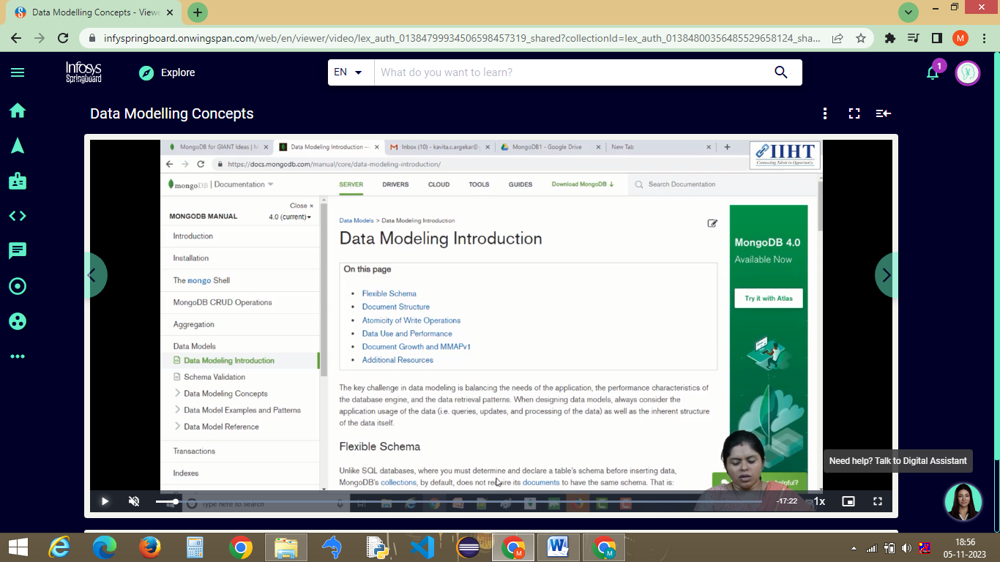 Data Modelling Concepts - View
infyspringboard.onwingspan.com/web/en/viewer/video/lex_auth_01384799934506598457319_shared?collectionId=lex_auth_01384800356485529658124_sha...
M
Infosys
Springboard
Explore
EN
What do you want to learn?
1
Data Modelling Concepts
MongoDB for GIANT Ideas | M
Data Modeling Introduction —
Inbox (10) - kavita.c.argekar@
MongoDB1 - Google Drive
New Tab
IIHT
Connecting Talent to Opportunity
https://docs.mongodb.com/manual/core/data-modeling-introduction/
mongoDB | Documentation
SERVER
DRIVERS
CLOUD
TOOLS
GUIDES
Download MongoDB
Search Documentation
Close ×
MONGODB MANUAL
4.0 (current)
Introduction
Installation
The mongo Shell
MongoDB CRUD Operations
Aggregation
Data Models
Data Modeling Introduction
Schema Validation
Data Modeling Concepts
Data Model Examples and Patterns
Data Model Reference
Transactions
Indexes
Data Models > Data Modeling Introduction
Data Modeling Introduction
On this page
• Flexible Schema
• Document Structure
• Atomicity of Write Operations
• Data Use and Performance
• Document Growth and MMAPv1
• Additional Resources
The key challenge in data modeling is balancing the needs of the application, the performance characteristics of
the database engine, and the data retrieval patterns. When designing data models, always consider the
application usage of the data (i.e. queries, updates, and processing of the data) as well as the inherent structure
of the data itself.
Flexible Schema
Unlike SQL databases, where you must determine and declare a table's schema before inserting data,
MongoDB's collections, by default, does not require its documents to have the same schema. That is:
MongoDB 4.0
Available Now
Try it with Atlas
helpful?
Type here to search
-17:22
1x
Need help? Talk to Digital Assistant
18:56
05-11-2023